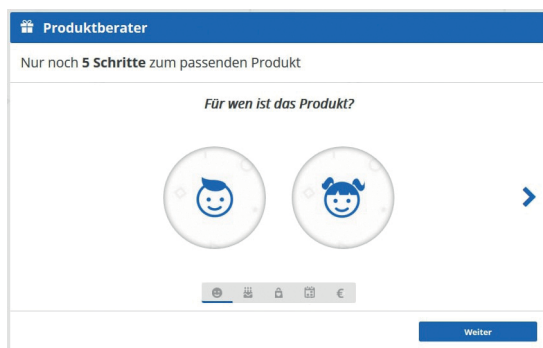 Produktberater
Nur noch 5 Schritte zum passenden Produkt
Für wen ist das Produkt?
€
Weiter